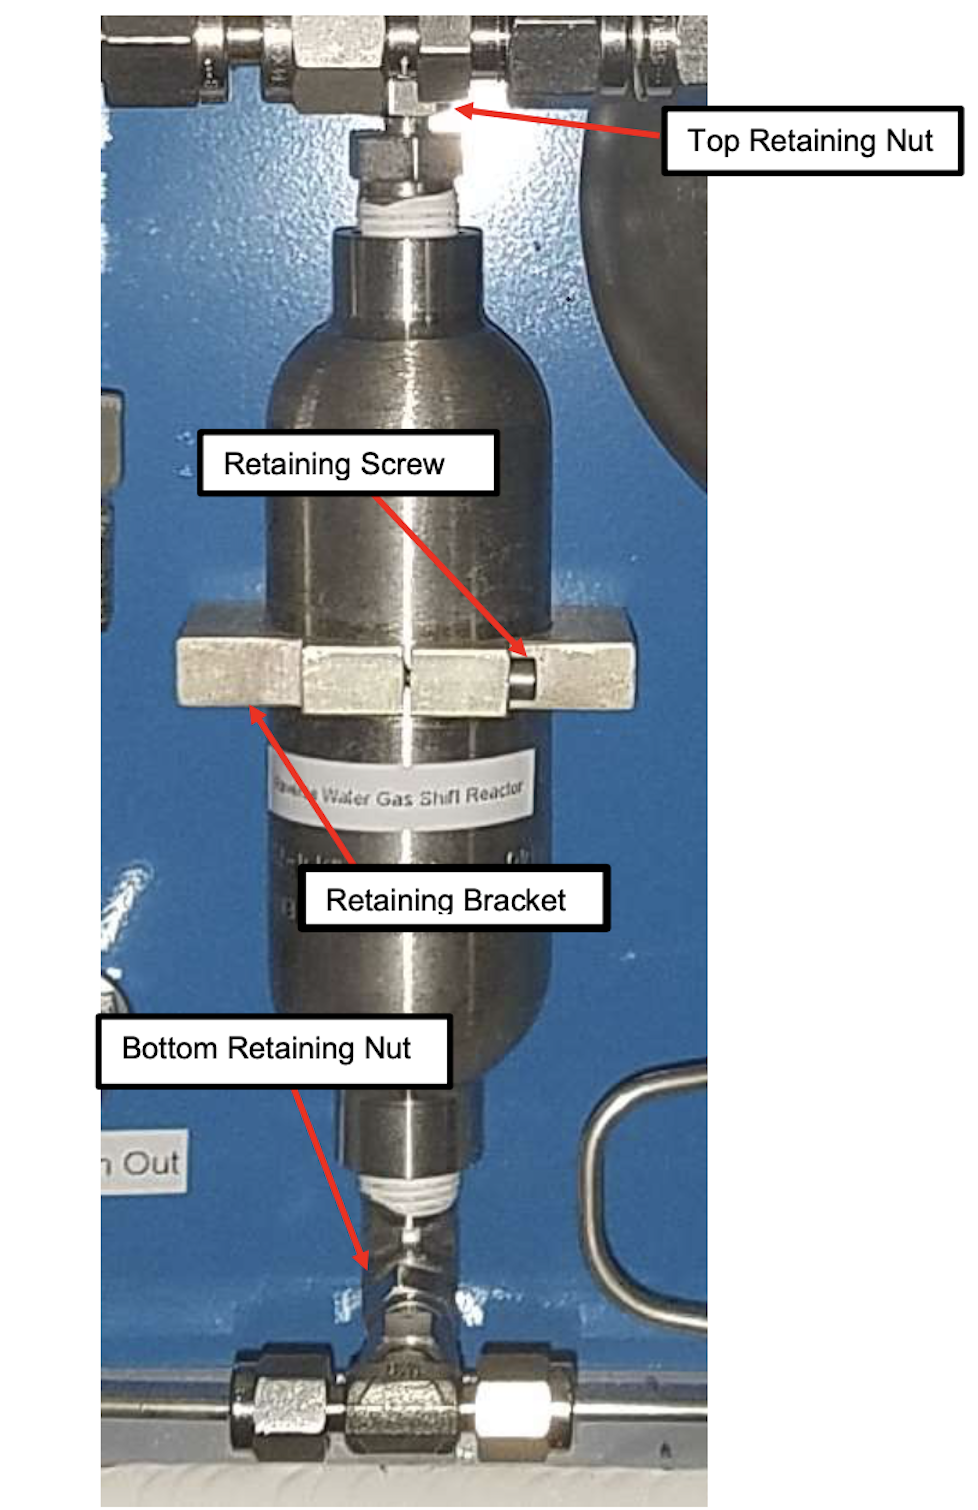 Top Retaining Nut
Retaining Screw
Water Gas Shift Reactor
Retaining Bracket
Bottom Retaining Nut
Out